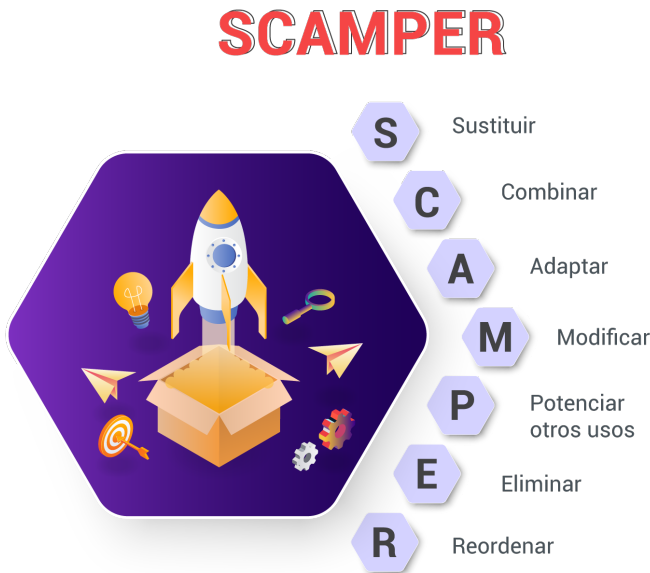 SCAMPER
S Sustituir
C Combinar
A Adaptar
M Modificar
P Potenciar
otros usos
E Eliminar
R Reordenar